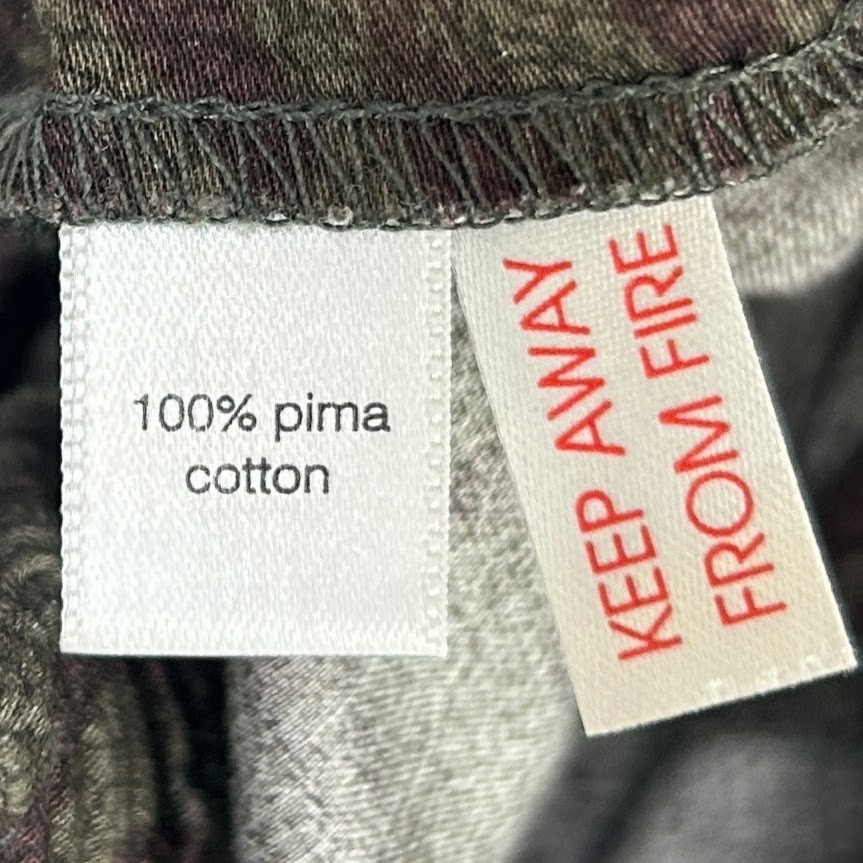 100% pima
cotton
KEEP AWAY
FROM FIRE